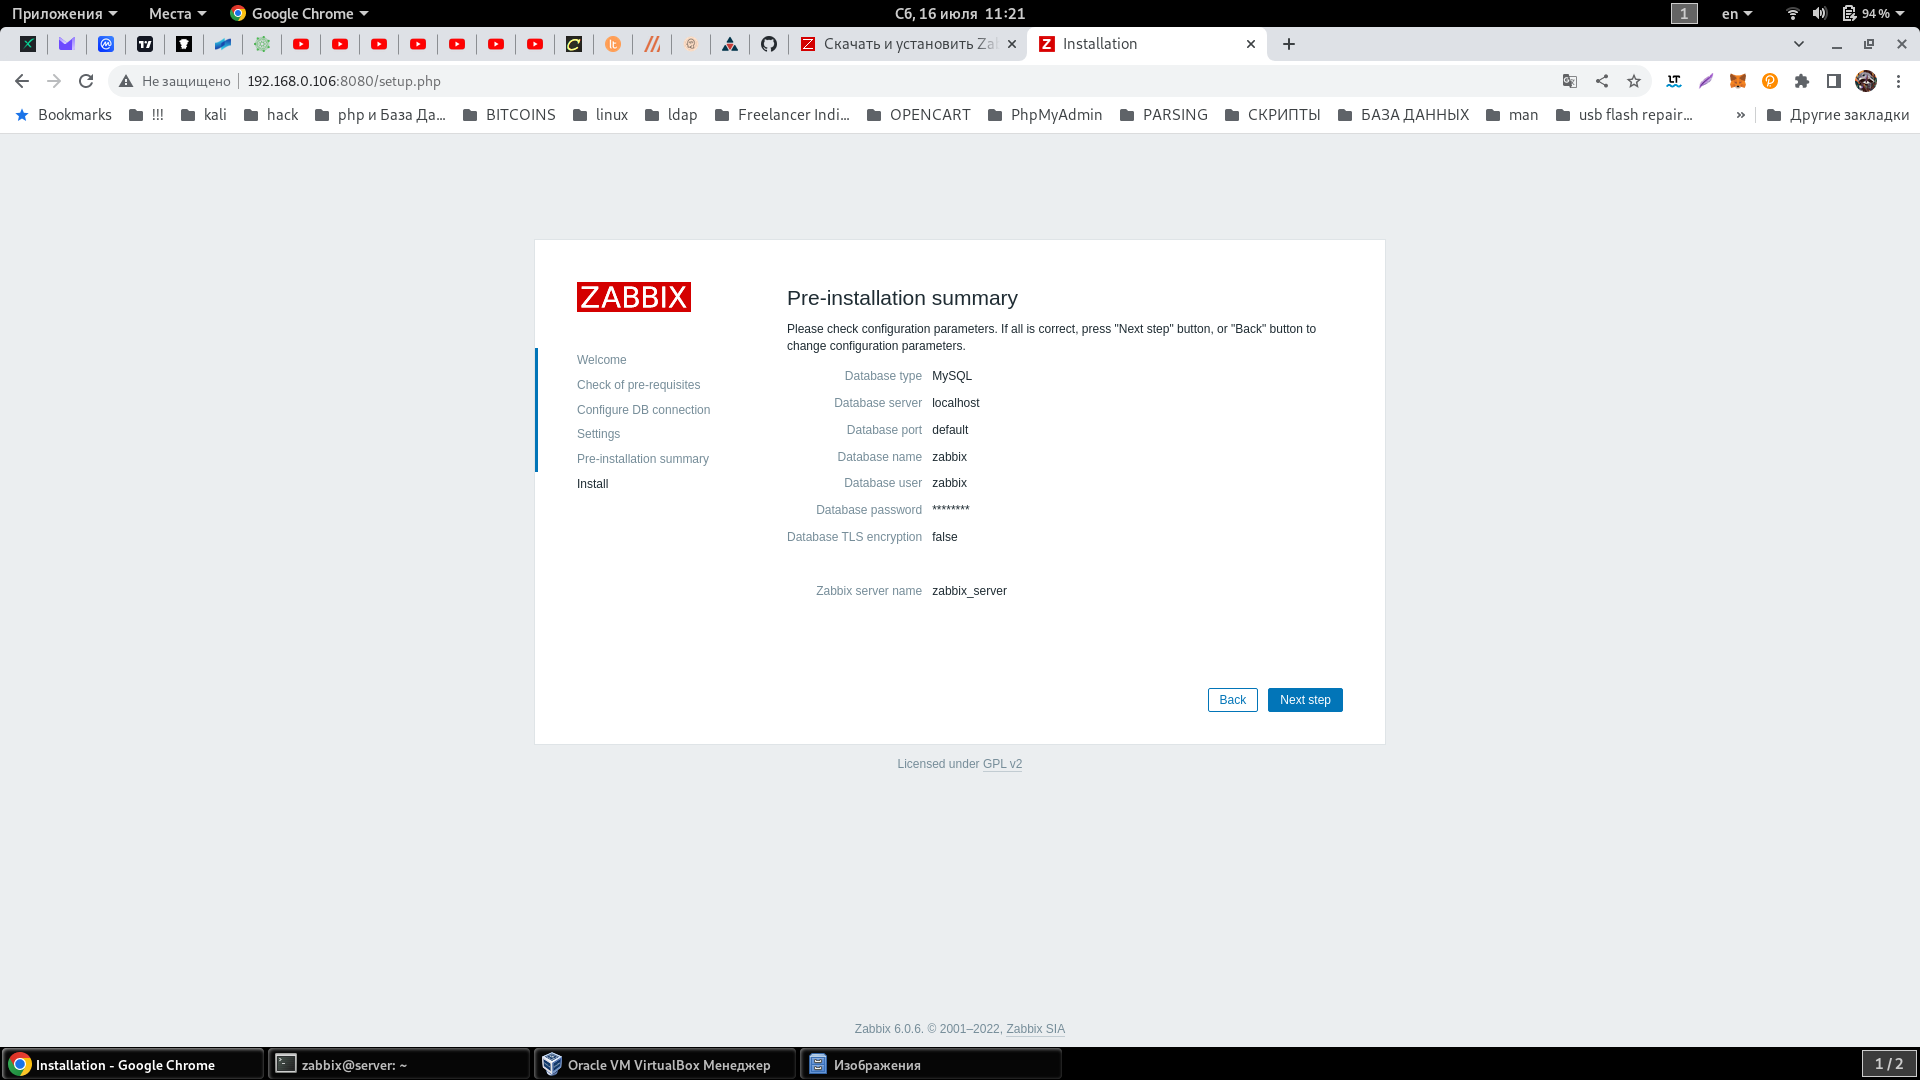 Приложения
Места
Google Chrome
Сб, 16 июля 11:21
1
en
94 %
Скачать и установить Za
Installation
Не защищено
192.168.0.106:8080/setup.php
Bookmarks
!!!
kali
hack
php и База Да...
BITCOINS
linux
ldap
Freelancer Indi...
OPENCART
PhpMyAdmin
PARSING
СКРИПТЫ
БАЗА ДАННЫХ
man
usb flash repair...
»
Другие закладки
ZABBIX
Welcome
Check of pre-requisites
Configure DB connection
Settings
Pre-installation summary
Install
Pre-installation summary
Please check configuration parameters. If all is correct, press "Next step" button, or "Back" button to
change configuration parameters.
Database type MySQL
Database server localhost
Database port default
Database name zabbix
Database user zabbix
Database password ********
Database TLS encryption false
Zabbix server name zabbix_server
Back
Next step
Licensed under GPL v2
Zabbix 6.0.6. © 2001–2022, Zabbix SIA
Installation - Google Chrome
zabbix@server: ~
Oracle VM VirtualBox Менеджер
Изображения
1 / 2